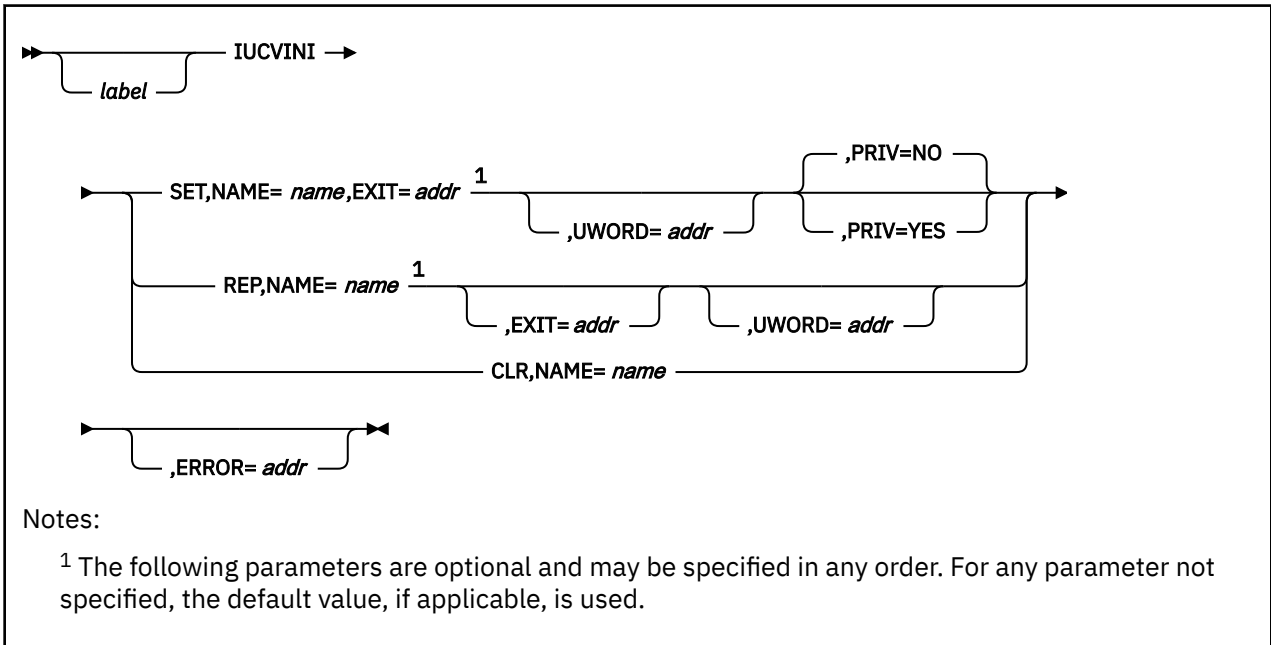 IUCVINI
label
,PRIV=NO
SET,NAME= name,EXIT= addr 1
,UWORD= addr
,PRIV=YES
REP,NAME= name 1
,EXIT= addr
,UWORD= addr
CLR,NAME= name
,ERROR= addr
Notes:
1 The following parameters are optional and may be specified in any order. For any parameter not
specified, the default value, if applicable, is used.